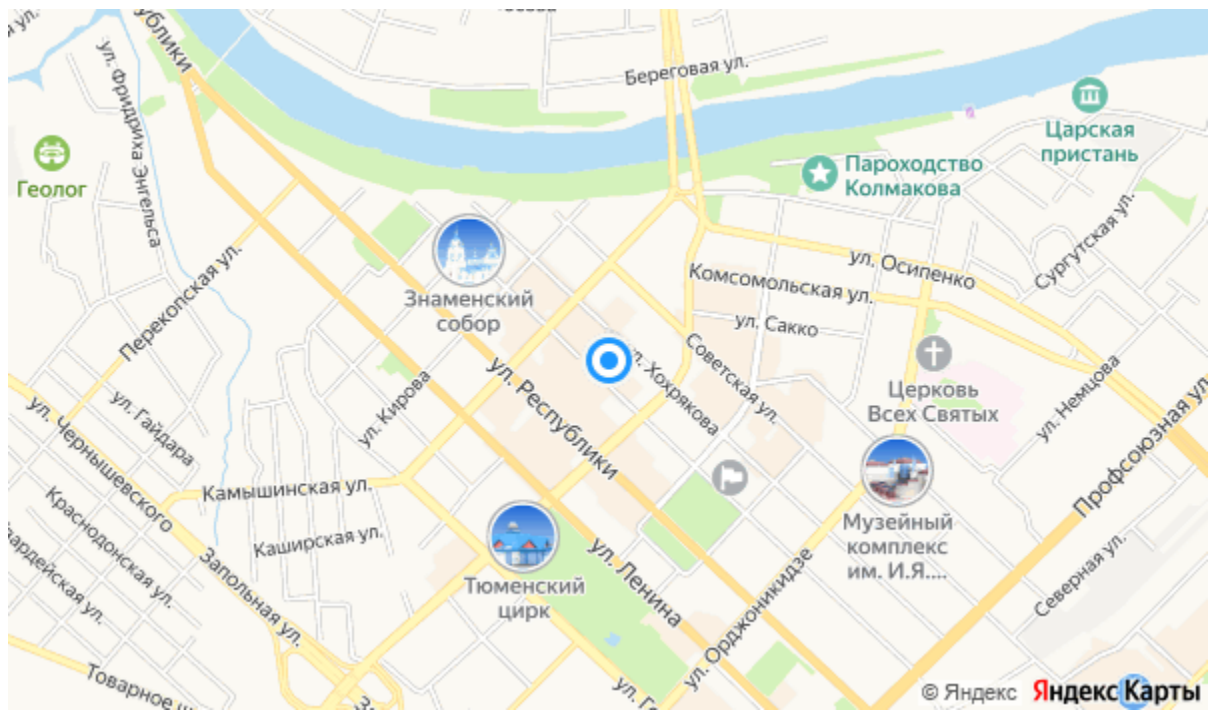 Береговая ул.
ул. Фридриха Энгельса
Геолог
Царская
пристань
Пароходство
Колмакова
Сургутская ул.
ул. Осипенко
Комсомольская ул.
Перекопская ул.
Знаменский
собор
ул. Сакко
Советская ул.
ул. Хохрякова
ул. Республики
ул. Кирова
Церковь
Всех Святых
ул. Немцова
Профсоюзная ул.
ул. Гайдара
ул. Чернышевского
Камышинская ул.
Краснодонская ул.
Каширская ул.
Запольная ул.
Музейный
комплекс
им. И.Я....
Тюменский
цирк
ул. Ленина
ул. Орджоникидзе
Северная ул.
Товарное
© Яндекс Яндекс Карты